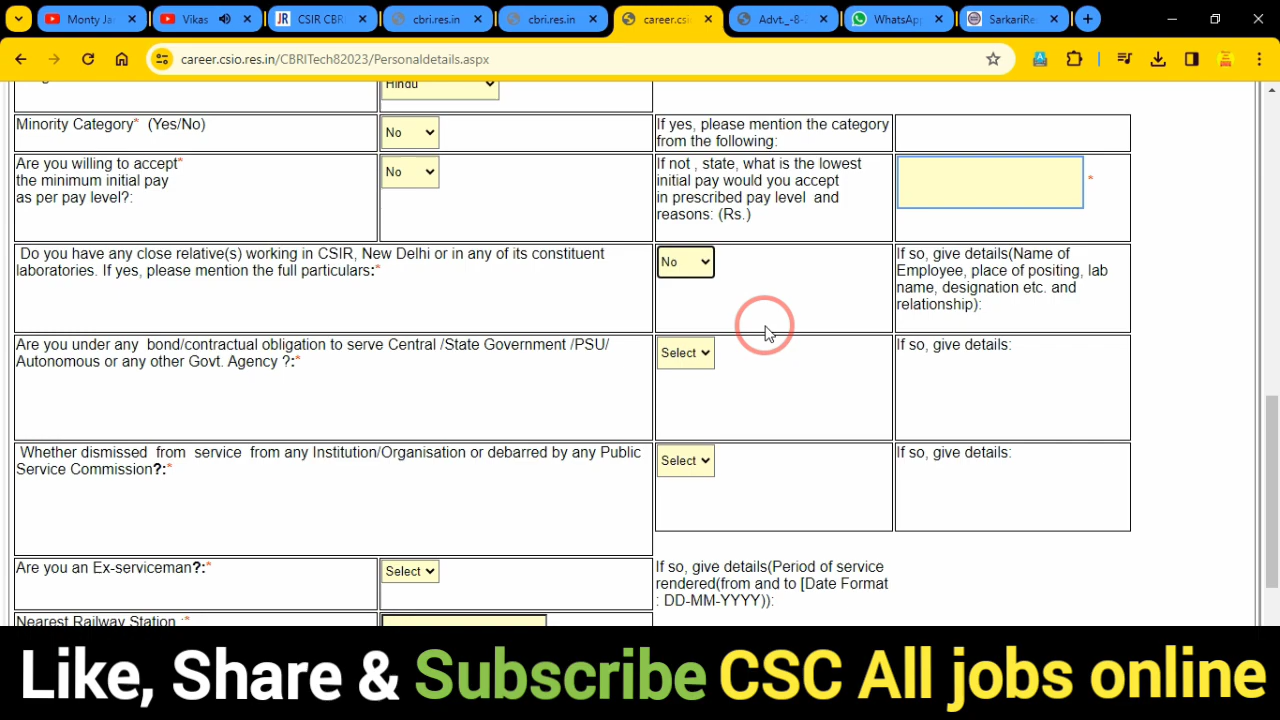 Monty Ja
Vikas
JR CSIR CBR
cbri.res.in
cbri.res.in
career.csi
Advt._-8-
WhatsAp
SarkariRe
career.csio.res.in/CBRITech82023/Personaldetails.aspx
Hindu
Minority Category* (Yes/No)
No
If yes, please mention the category
from the following:
Are you willing to accept*
the minimum initial pay
as per pay level?:
No
If not , state, what is the lowest
initial pay would you accept
in prescribed pay level and
reasons: (Rs.)
*
Do you have any close relative(s) working in CSIR, New Delhi or in any of its constituent
laboratories. If yes, please mention the full particulars:*
No
If so, give details(Name of
Employee, place of positing, lab
name, designation etc. and
relationship):
Are you under any bond/contractual obligation to serve Central /State Government /PSU/
Autonomous or any other Govt. Agency ?:*
Select
If so, give details:
Whether dismissed from service from any Institution/Organisation or debarred by any Public
Service Commission?:*
Select
If so, give details:
Are you an Ex-serviceman?:*
Select
If so, give details(Period of service
rendered(from and to [Date Format
: DD-MM-YYYY)):
Nearest Railway Station :*
Like, Share & Subscribe CSC All jobs online